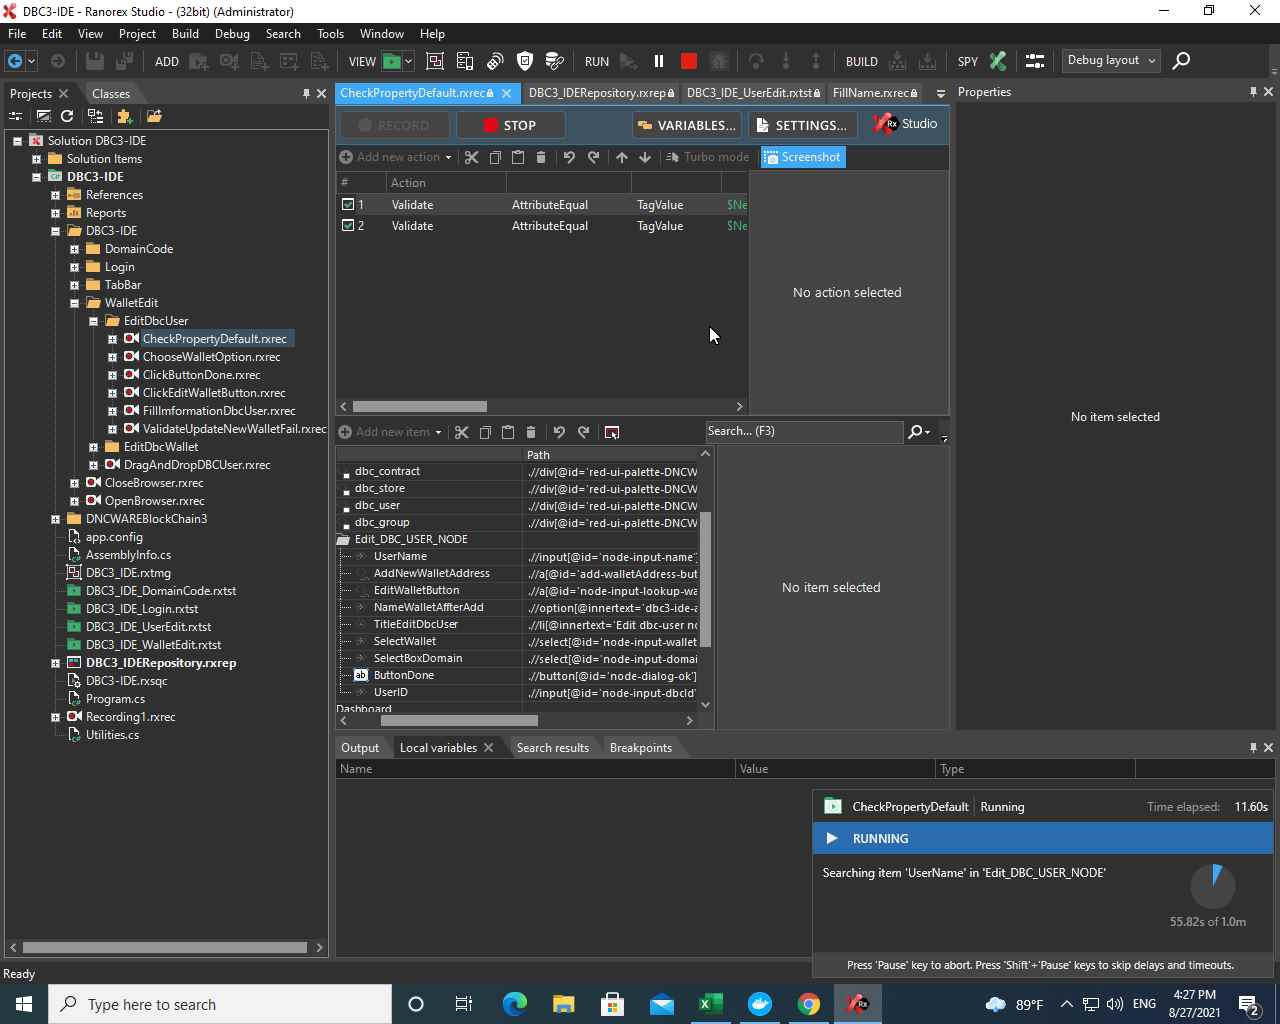 DBC3-IDE - Ranorex Studio - (32bit) (Administrator)
File Edit View Project Build Debug Search Tools Window Help
ADD VIEW RUN BUILD SPY Debug layout
Projects Classes
CheckPropertyDefault.rxrec DBC3_IDERepository.rxrep DBC3_IDE_UserEdit.rxtst FillName.rxrec
Properties
RECORD STOP VARIABLES... SETTINGS... Rx Studio
Add new action Turbo mode Screenshot
# Action
1 Validate AttributeEqual TagValue $Ne
2 Validate AttributeEqual TagValue $Ne
No action selected
No item selected
Solution DBC3-IDE
Solution Items
DBC3-IDE
References
Reports
DBC3-IDE
DomainCode
Login
TabBar
WalletEdit
EditDbcUser
CheckPropertyDefault.rxrec
ChooseWalletOption.rxrec
ClickButtonDone.rxrec
ClickEditWalletButton.rxrec
FillImformationDbcUser.rxrec
ValidateUpdateNewWalletFail.rxrec
EditDbcWallet
DragAndDropDBCUser.rxrec
CloseBrowser.rxrec
OpenBrowser.rxrec
DNCWAREBlockChain3
app.config
AssemblyInfo.cs
DBC3_IDE.rxtmg
DBC3_IDE_DomainCode.rxtst
DBC3_IDE_Login.rxtst
DBC3_IDE_UserEdit.rxtst
DBC3_IDE_WalletEdit.rxtst
DBC3_IDERepository.rxrep
DBC3-IDE.rxsqc
Program.cs
Recording1.rxrec
Utilities.cs
Add new item Search... (F3)
Path
dbc_contract .//div[@id='red-ui-palette-DNCW
dbc_store .//div[@id='red-ui-palette-DNCW
dbc_user .//div[@id='red-ui-palette-DNCW
dbc_group .//div[@id='red-ui-palette-DNCW
Edit_DBC_USER_NODE
UserName .//input[@id='node-input-name']
AddNewWalletAddress .//a[@id='add-walletAddress-but
EditWalletButton .//a[@id='node-input-lookup-wa
NameWalletAffterAdd .//option[@innertext='dbc3-ide-a
TitleEditDbcUser .//li[@innertext='Edit dbc-user no
SelectWallet .//select[@id='node-input-wallet
SelectBoxDomain .//select[@id='node-input-domai
ab ButtonDone .//button[@id='node-dialog-ok']
UserID .//input[@id='node-input-dbcId'
Dashboard
No item selected
Output Local variables Search results Breakpoints
Name Value Type
CheckPropertyDefault Running Time elapsed: 11.60s
RUNNING
Searching item 'UserName' in 'Edit_DBC_USER_NODE'
55.82s of 1.0m
Press 'Pause' key to abort. Press 'Shift'+'Pause' keys to skip delays and timeouts.
Ready
Type here to search
89°F ENG 4:27 PM
8/27/2021
2